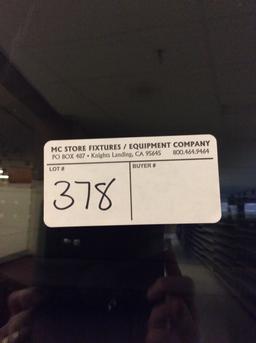 MC STORE FIXTURES / EQUIPMENT COMPANY
PO BOX 487 • Knights Landing, CA 95645 800.464.9464
LOT # BUYER #
378